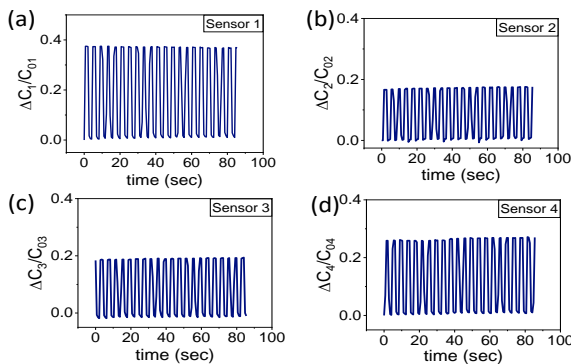 (a)
Sensor 1
0.4
0.2
0.0
ΔC1/C01
0 20 40 60 80 100
time (sec)
(b)
Sensor 2
0.4
0.2
0.0
ΔC2/C02
0 20 40 60 80 100
time (sec)
(c)
Sensor 3
0.4
0.2
0.0
ΔC3/C03
0 20 40 60 80 100
time (sec)
(d)
Sensor 4
0.4
0.2
0.0
ΔC4/C04
0 20 40 60 80 100
time (sec)